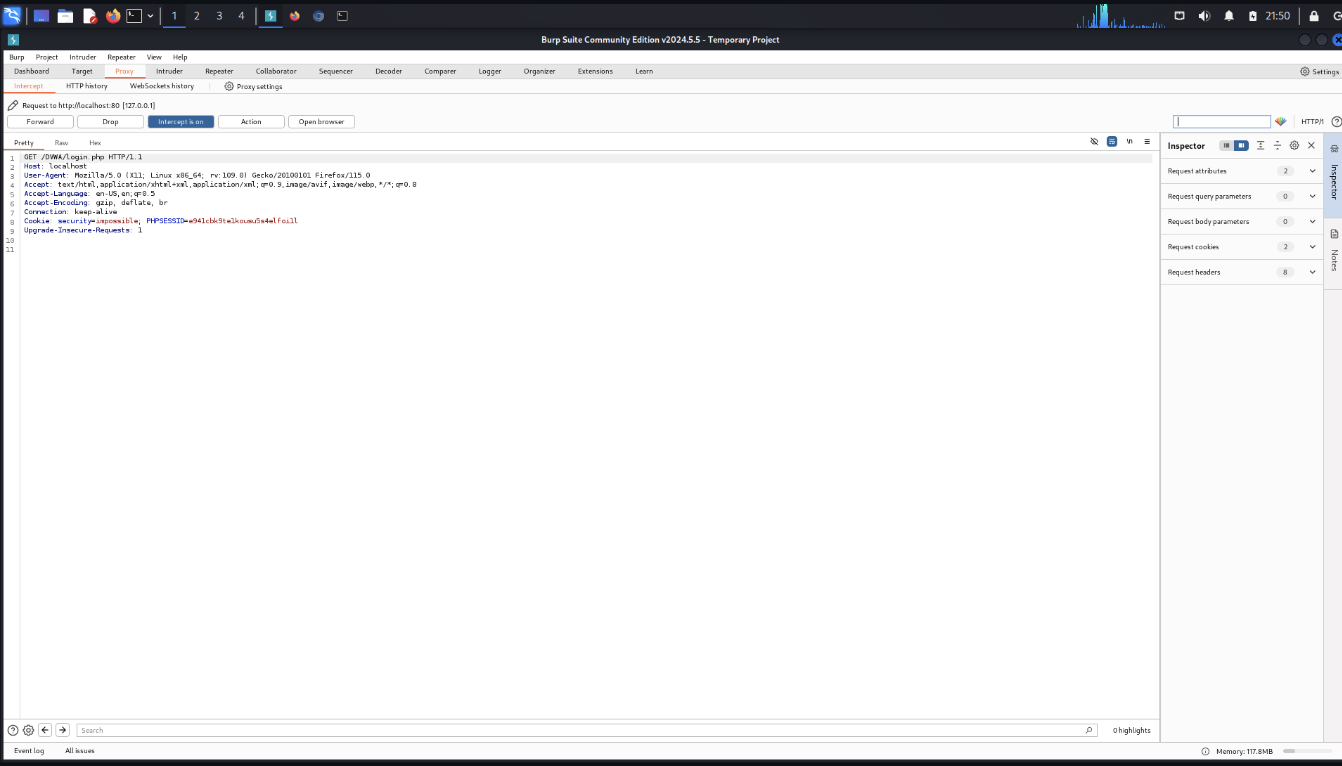 1 2 3 4 21:50
Burp Suite Community Edition v2024.5.5 - Temporary Project
Burp Project Intruder Repeater View Help
Dashboard Target Proxy Intruder Repeater Collaborator Sequencer Decoder Comparer Logger Organizer Extensions Learn Settings
Intercept HTTP history WebSockets history Proxy settings
Request to http://localhost:80 [127.0.0.1]
Forward Drop Intercept is on Action Open browser HTTP/1
Pretty Raw Hex \n
Inspector
1 GET /DVWA/login.php HTTP/1.1
2 Host: localhost
3 User-Agent: Mozilla/5.0 (X11; Linux x86_64; rv:109.0) Gecko/20100101 Firefox/115.0
4 Accept: text/html,application/xhtml+xml,application/xml;q=0.9,image/avif,image/webp,*/*;q=0.8
5 Accept-Language: en-US,en;q=0.5
6 Accept-Encoding: gzip, deflate, br
7 Connection: keep-alive
8 Cookie: security=impossible;
9 Upgrade-Insecure-Requests: 1
10
11
Request attributes 2
Request query parameters 0
Request body parameters 0
Request cookies 2
Request headers 8
Inspector
Notes
Search 0 highlights
Event log All issues Memory: 117.8MB